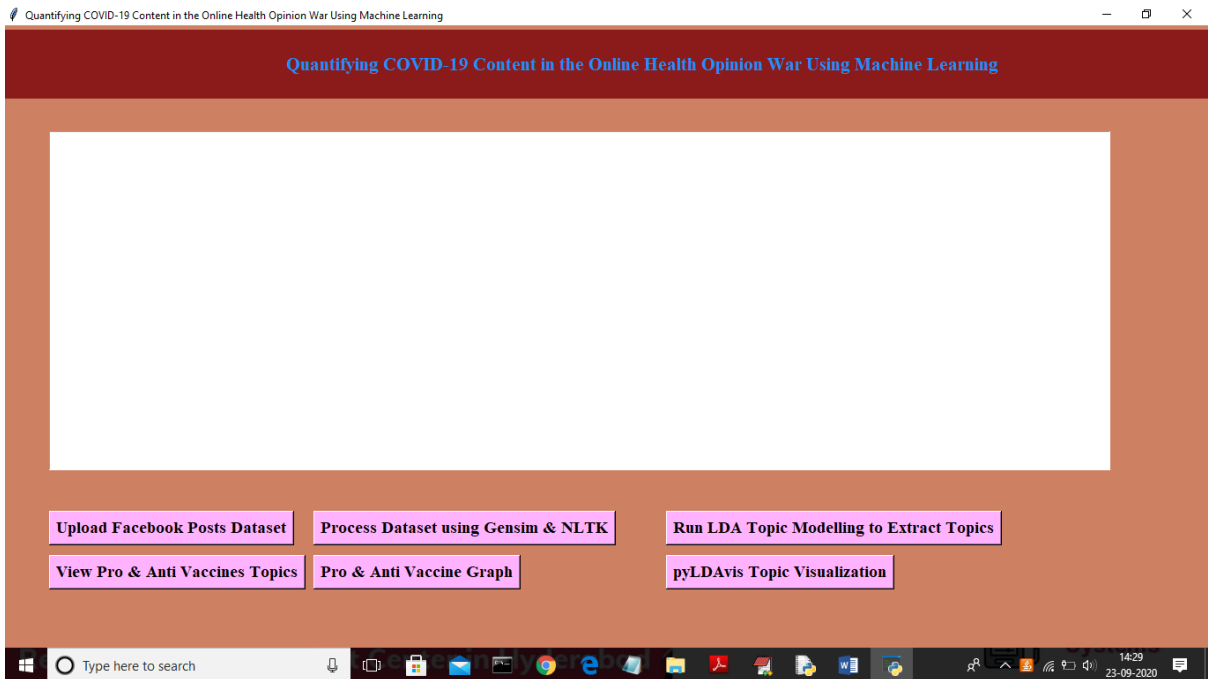 Quantifying COVID-19 Content in the Online Health Opinion War Using Machine Learning
Quantifying COVID-19 Content in the Online Health Opinion War Using Machine Learning
Upload Facebook Posts Dataset
Process Dataset using Gensim & NLTK
Run LDA Topic Modelling to Extract Topics
View Pro & Anti Vaccines Topics
Pro & Anti Vaccine Graph
pyLDAvis Topic Visualization
Type here to search
14:29
23-09-2020